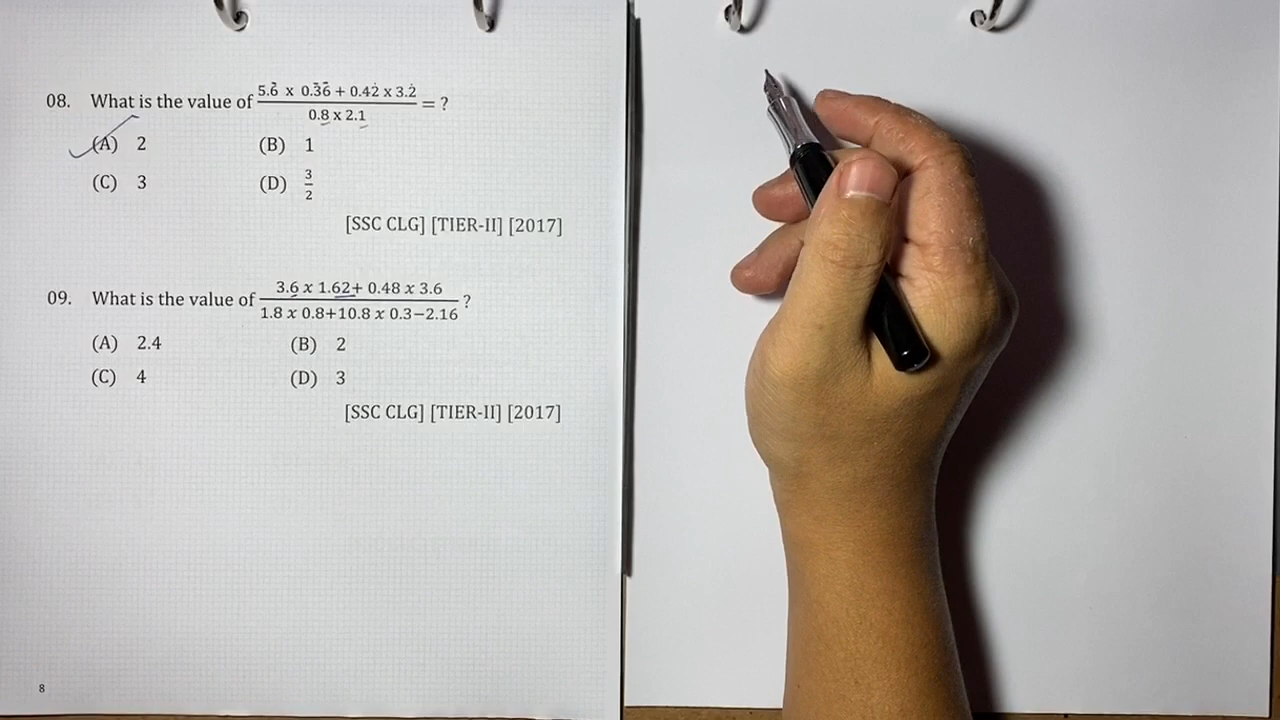 08. What is the value of (5.6̄ x 0.3̄6̄ + 0.42̇ x 3.2̇)/(0.8 x 2.1) = ?
(A) 2 (B) 1
(C) 3 (D) 3/2
[SSC CLG] [TIER-II] [2017]
09. What is the value of (3.6 x 1.62+ 0.48 x 3.6)/(1.8 x 0.8+10.8 x 0.3−2.16) ?
(A) 2.4 (B) 2
(C) 4 (D) 3
[SSC CLG] [TIER-II] [2017]
8